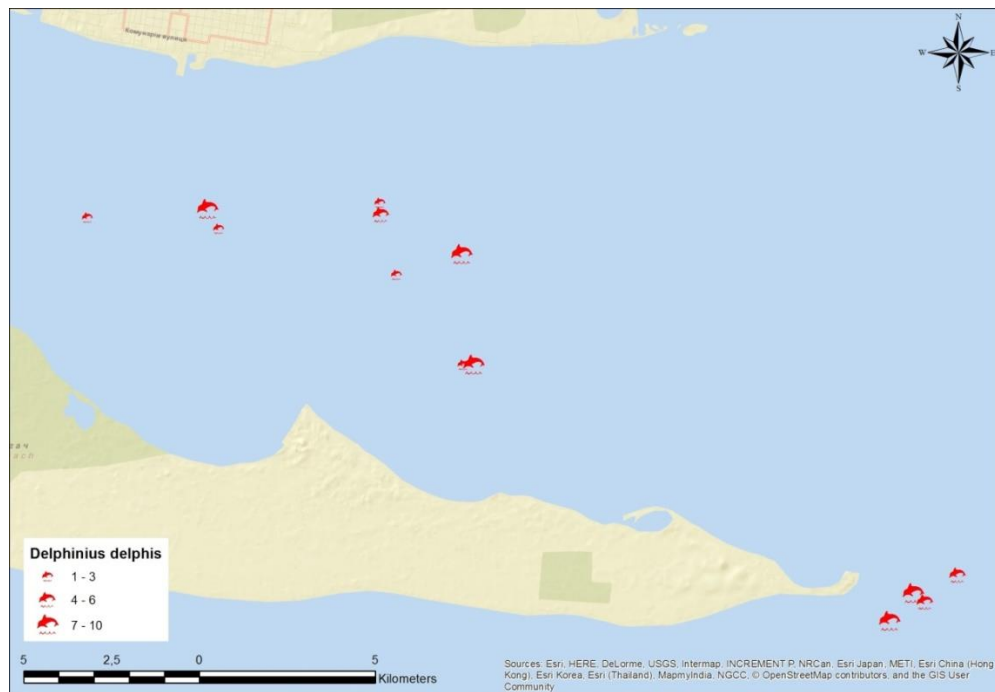 N
W E
S
Delphinius delphis
1 - 3
4 - 6
7 - 10
5 2,5 0 5
Kilometers
Sources: Esri, HERE, DeLorme, USGS, Intermap, INCREMENT P, NRCan, Esri Japan, METI, Esri China (Hong
Kong), Esri Korea, Esri (Thailand), MapmyIndia, NGCC, © OpenStreetMap contributors, and the GIS User
Community